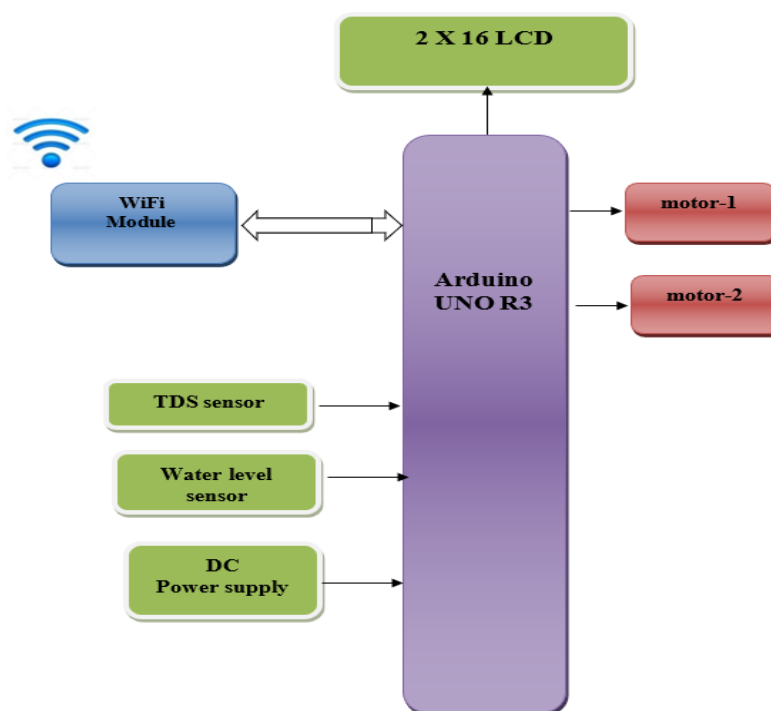 2 X 16 LCD
WiFi
Module
motor-1
Arduino
UNO R3
motor-2
TDS sensor
Water level
sensor
DC
Power supply